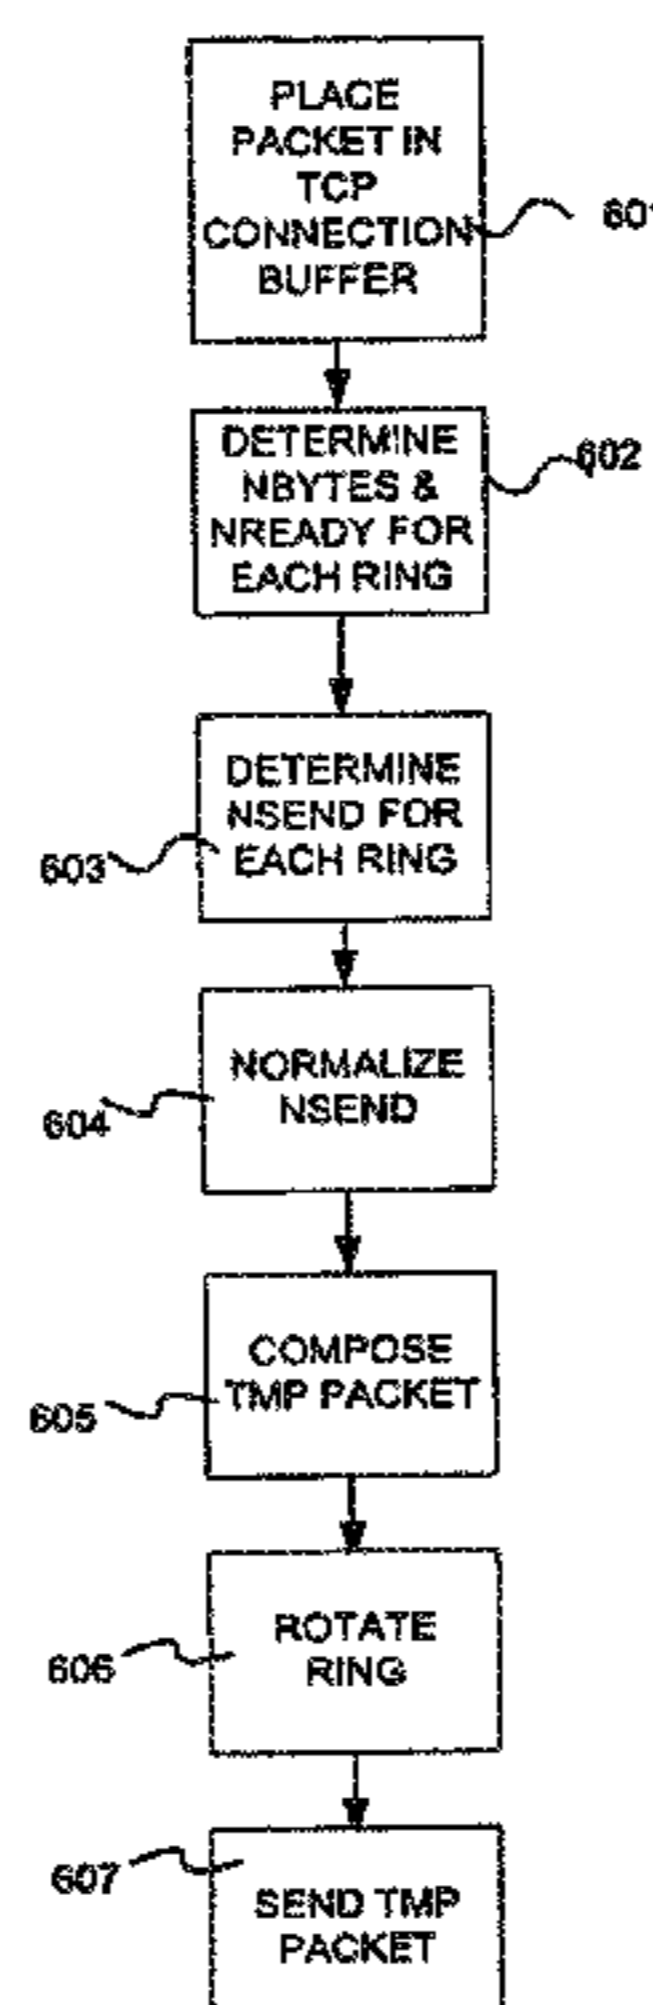 PLACE
PACKET IN
TCP
CONNECTION
BUFFER
601
DETERMINE
NBYTES &
NREADY FOR
EACH RING
602
DETERMINE
NSEND FOR
EACH RING
603
NORMALIZE
NSEND
604
COMPOSE
TMP PACKET
605
ROTATE
RING
606
SEND TMP
PACKET
607